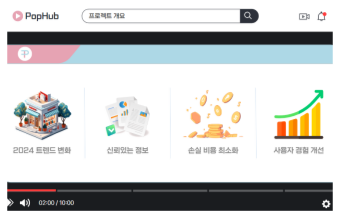 PopHub
프로젝트 개요
2024 트렌드 변화
신뢰있는 정보
손실 비용 최소화
사용자 경험 개선
02:00 / 10:00